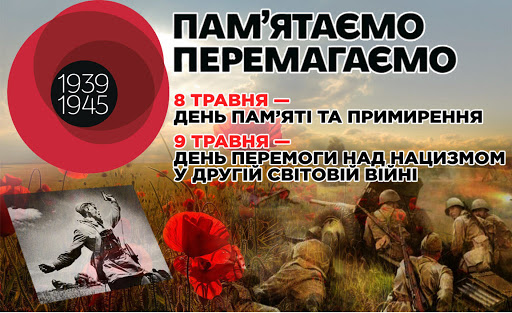 ПАМ’ЯТАЄМО
ПЕРЕМАГАЄМО
1939
1945
8 ТРАВНЯ —
ДЕНЬ ПАМ’ЯТІ ТА ПРИМИРЕННЯ
9 ТРАВНЯ —
ДЕНЬ ПЕРЕМОГИ НАД НАЦИЗМОМ
У ДРУГІЙ СВІТОВІЙ ВІЙНІ